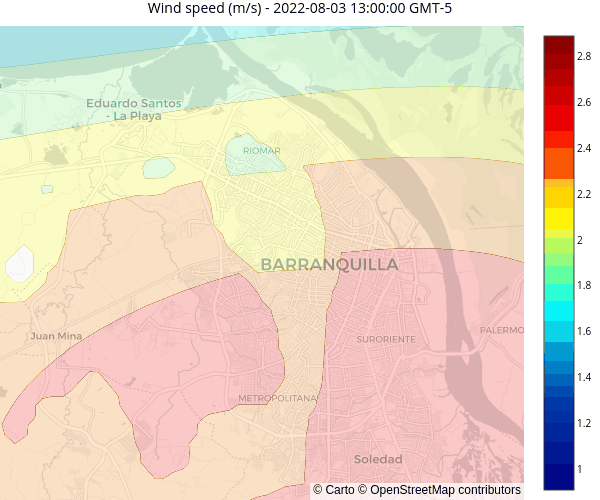 Wind speed (m/s) - 2022-08-03 13:00:00 GMT-5
Eduardo Santos
- La Playa
RIOMAR
BARRANQUILLA
Juan Mina
SURORIENTE
PALERMO
METROPOLITANA
Soledad
2.8
2.6
2.4
2.2
2
1.8
1.6
1.4
1.2
1
© Carto © OpenStreetMap contributors